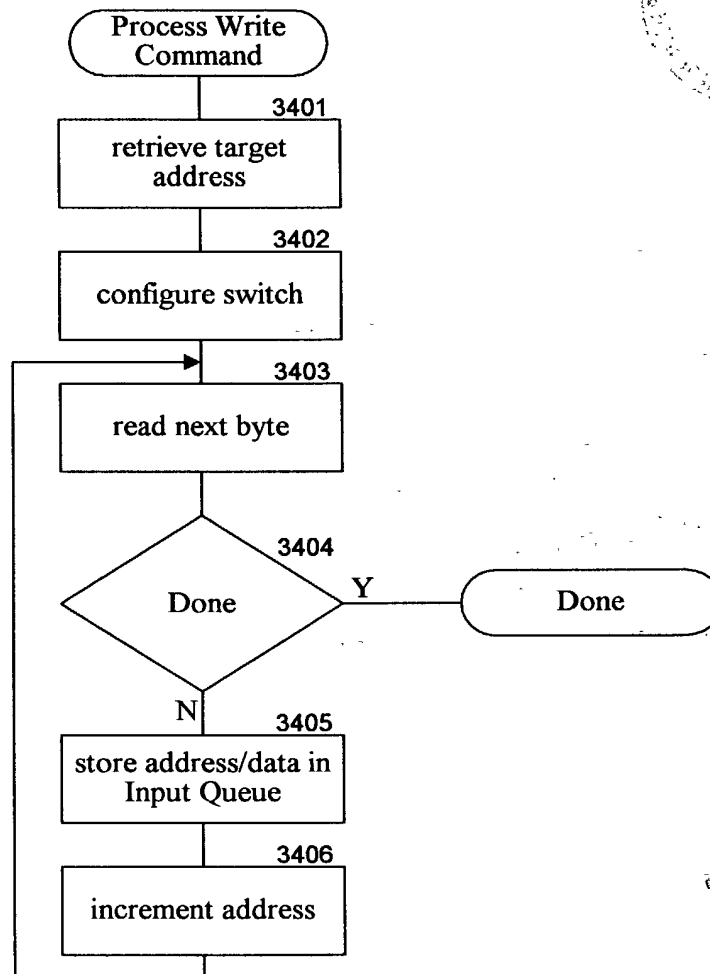 Process Write
Command
3401
retrieve target
address
3402
configure switch
3403
read next byte
3404
Done
Y
Done
N
3405
store address/data in
Input Queue
3406
increment address